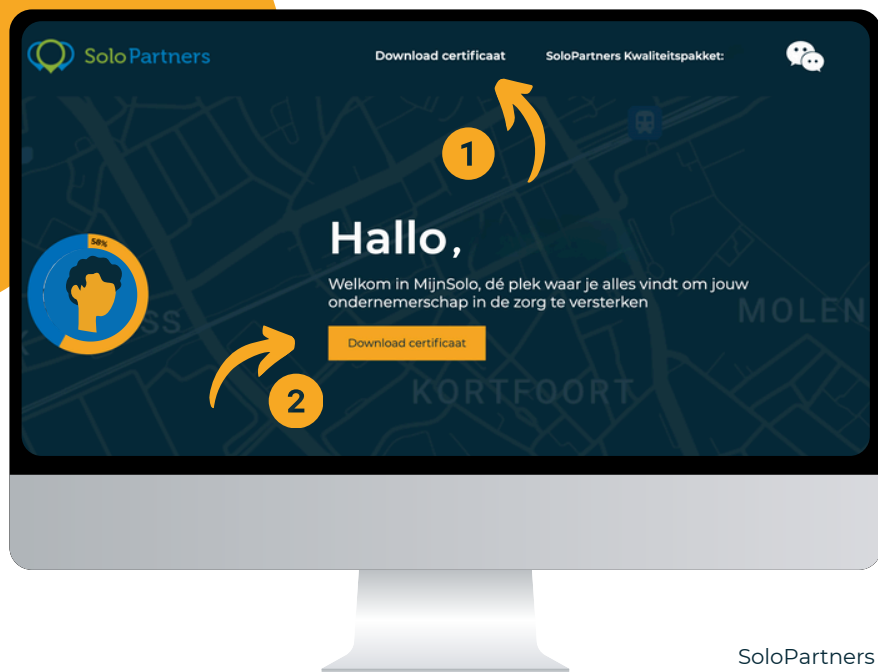 SoloPartners
Download certificaat
SoloPartners Kwaliteitspakket:
1
58%
Hallo,
Welkom in MijnSolo, dé plek waar je alles vindt om jouw
ondernemerschap in de zorg te versterken
SS
MOLEN
Download certificaat
2
KORTFOORT
SoloPartners